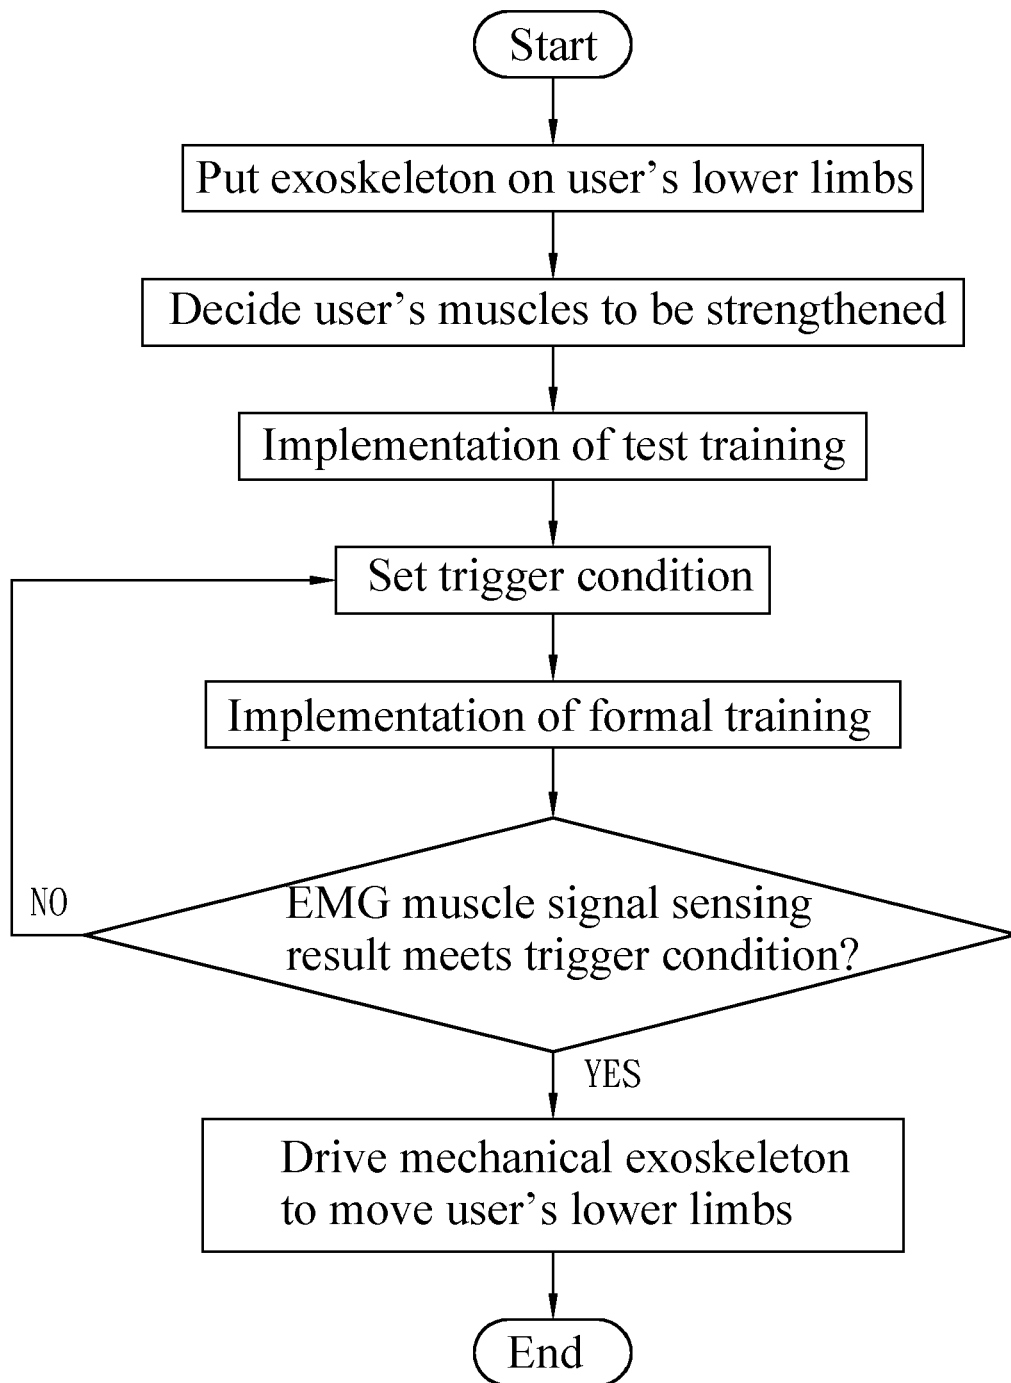 Start
Put exoskeleton on user's lower limbs
Decide user's muscles to be strengthened
Implementation of test training
Set trigger condition
Implementation of formal training
NO
EMG muscle signal sensing
result meets trigger condition?
YES
Drive mechanical exoskeleton
to move user's lower limbs
End